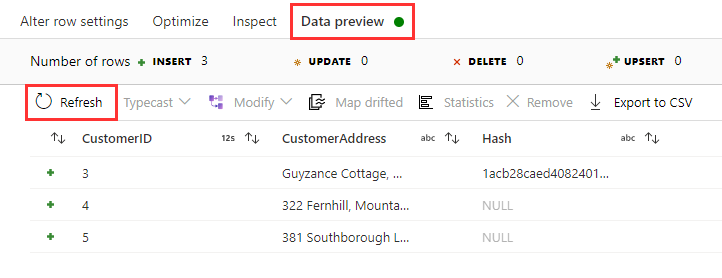 Alter row settings Optimize Inspect Data preview
Number of rows INSERT 3 UPDATE 0 DELETE 0 UPSERT 0
Refresh Typecast Modify Map drifted Statistics Remove Export to CSV
CustomerID 12s CustomerAddress abc Hash abc
3 Guyzance Cottage, ... 1acb28caed4082401...
4 322 Fernhill, Mounta... NULL
5 381 Southborough L... NULL